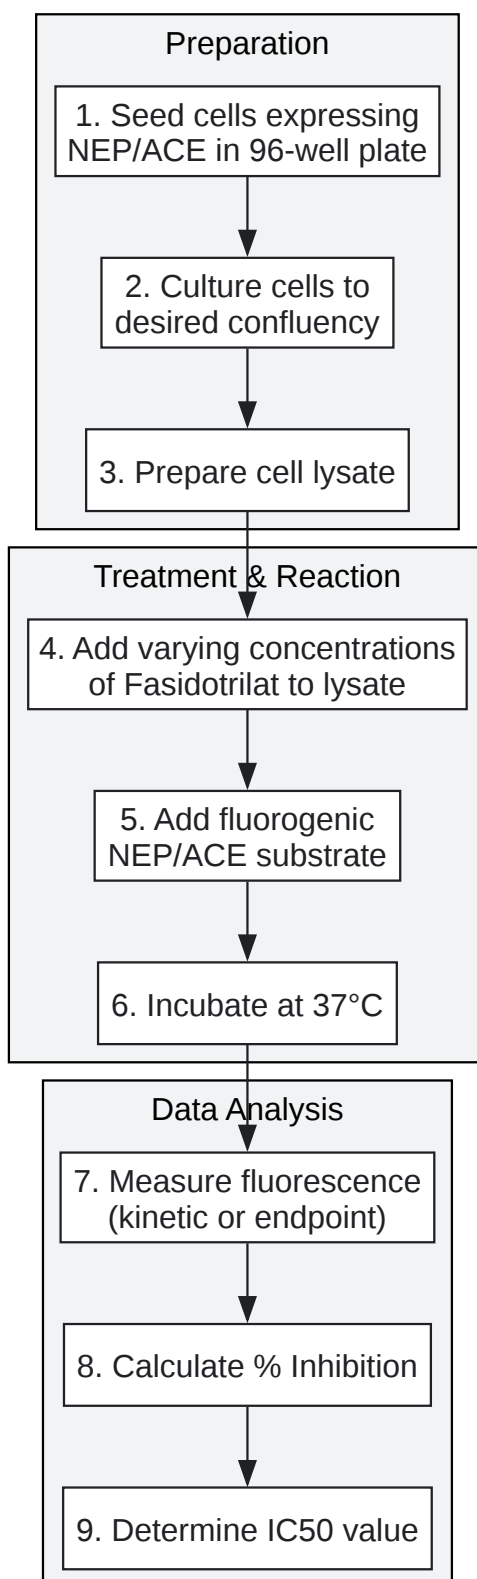 Preparation
1. Seed cells expressing
NEP/ACE in 96-well plate
2. Culture cells to
desired confluency
3. Prepare cell lysate
Treatment & Reaction
4. Add varying concentrations
of Fasidotrilat to lysate
5. Add fluorogenic
NEP/ACE substrate
6. Incubate at 37°C
Data Analysis
7. Measure fluorescence
(kinetic or endpoint)
8. Calculate % Inhibition
9. Determine IC50 value